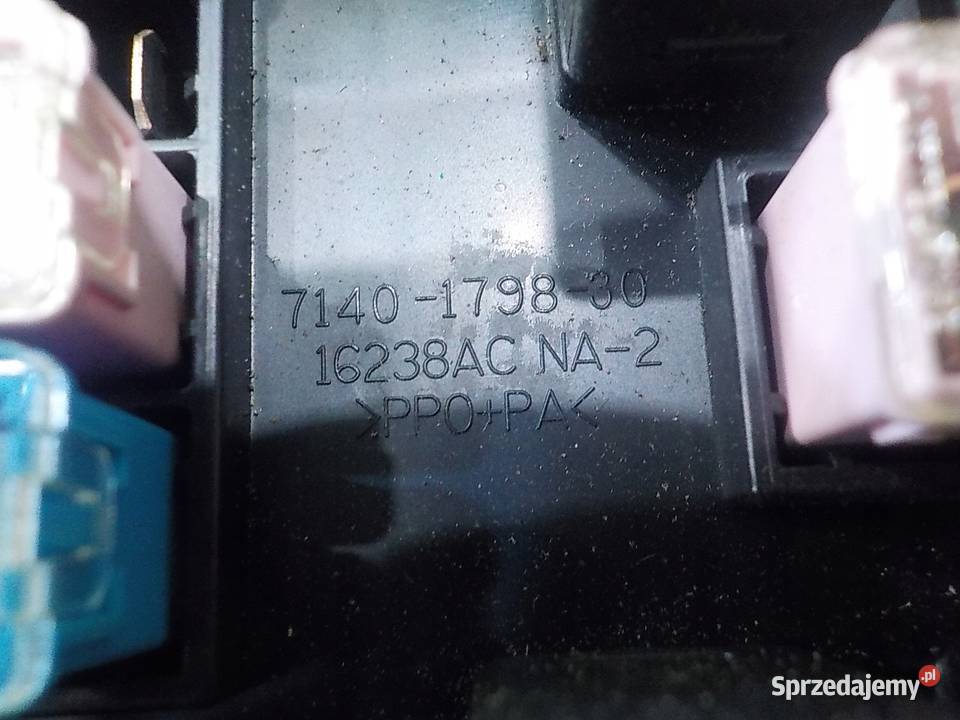 7140-1798-30
16238AC NA-2
>PPO+PA<
Sprzedajemy.pl